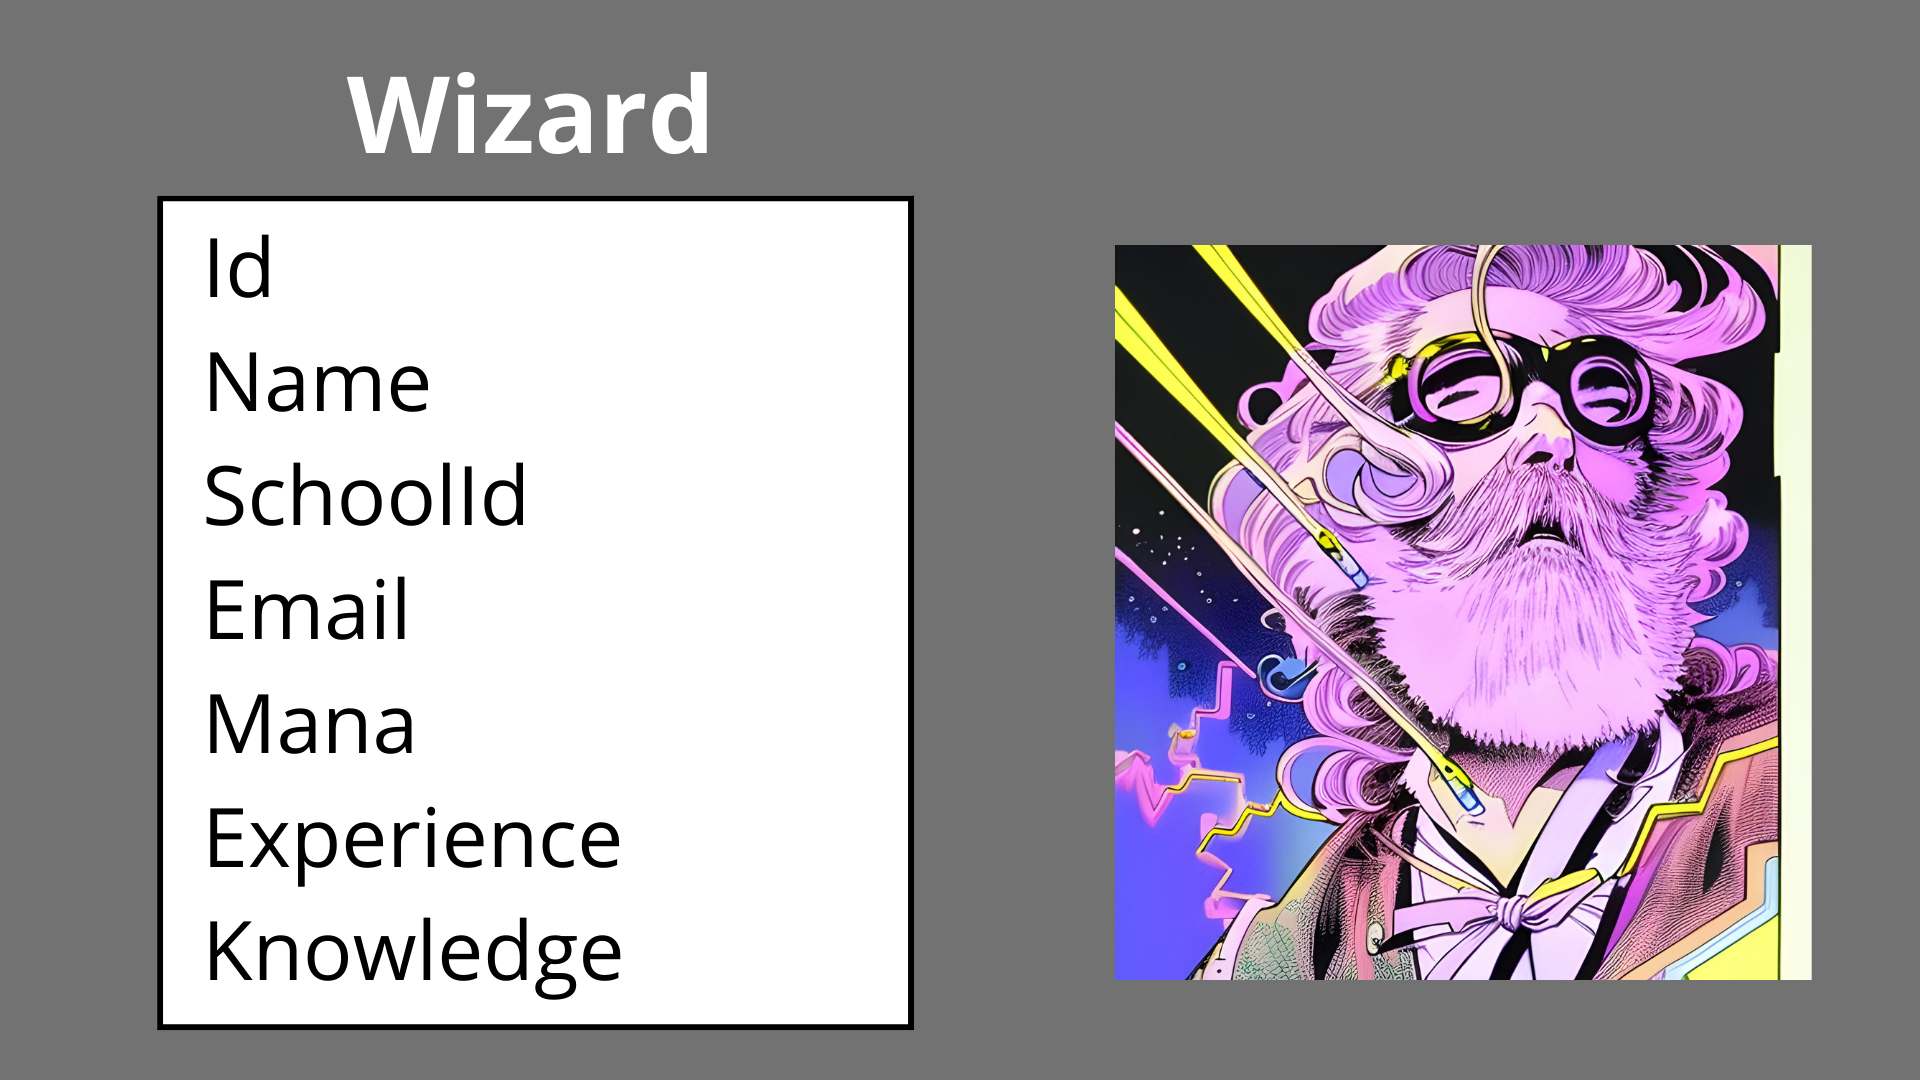 Wizard
Id
Name
SchoolId
Email
Mana
Experience
Knowledge